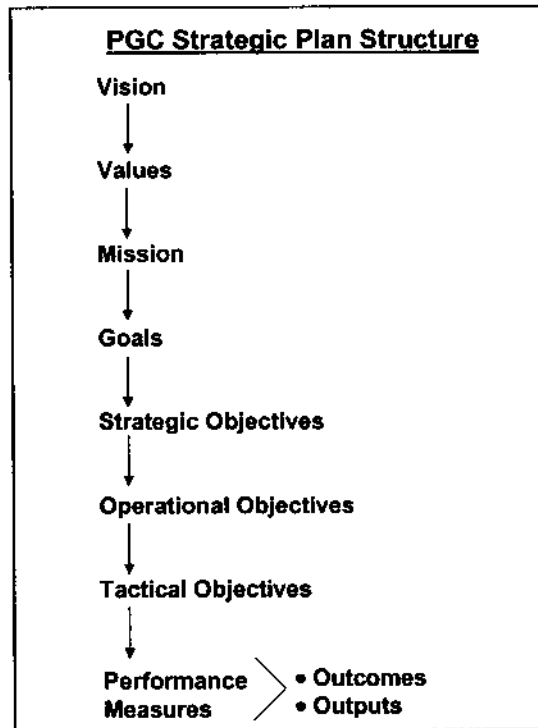 PGC Strategic Plan Structure
Vision
Values
Mission
Goals
Strategic Objectives
Operational Objectives
Tactical Objectives
Performance
Measures
• Outcomes
• Outputs